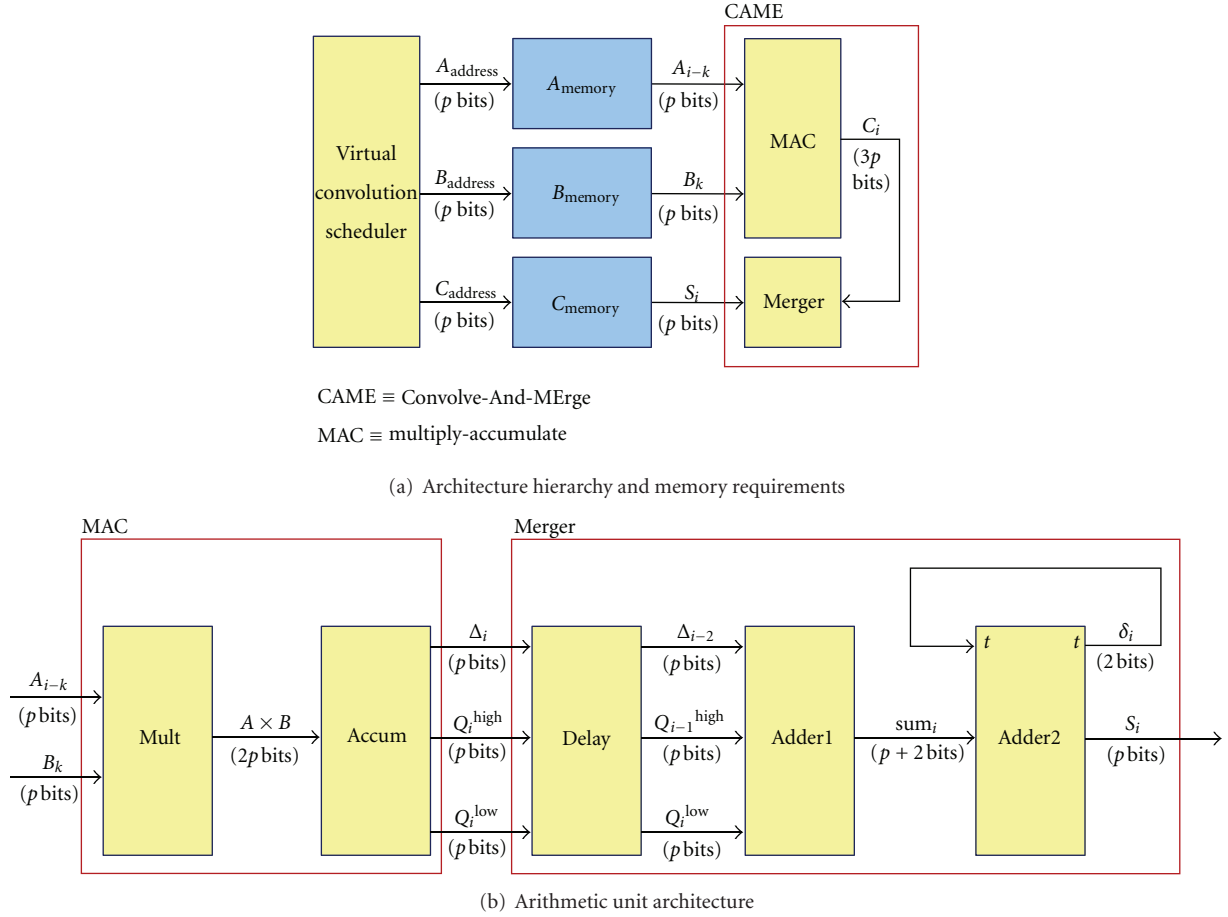 CAME
A_address
(p bits)
A_memory
A_{i−k}
(p bits)
Virtual
convolution
scheduler
B_address
(p bits)
B_memory
B_k
(p bits)
MAC
C_i
(3p
bits)
C_address
(p bits)
C_memory
S_i
(p bits)
Merger
CAME ≡ Convolve-And-MErge
MAC ≡ multiply-accumulate
(a) Architecture hierarchy and memory requirements
MAC
Merger
A_{i−k}
(p bits)
B_k
(p bits)
Mult
A × B
(2p bits)
Accum
Δ_i
(p bits)
Q_i^high
(p bits)
Q_i^low
(p bits)
Delay
Δ_{i−2}
(p bits)
Q_{i−1}^high
(p bits)
Q_i^low
(p bits)
Adder1
sum_i
(p + 2 bits)
t
t
Adder2
δ_i
(2 bits)
S_i
(p bits)
(b) Arithmetic unit architecture